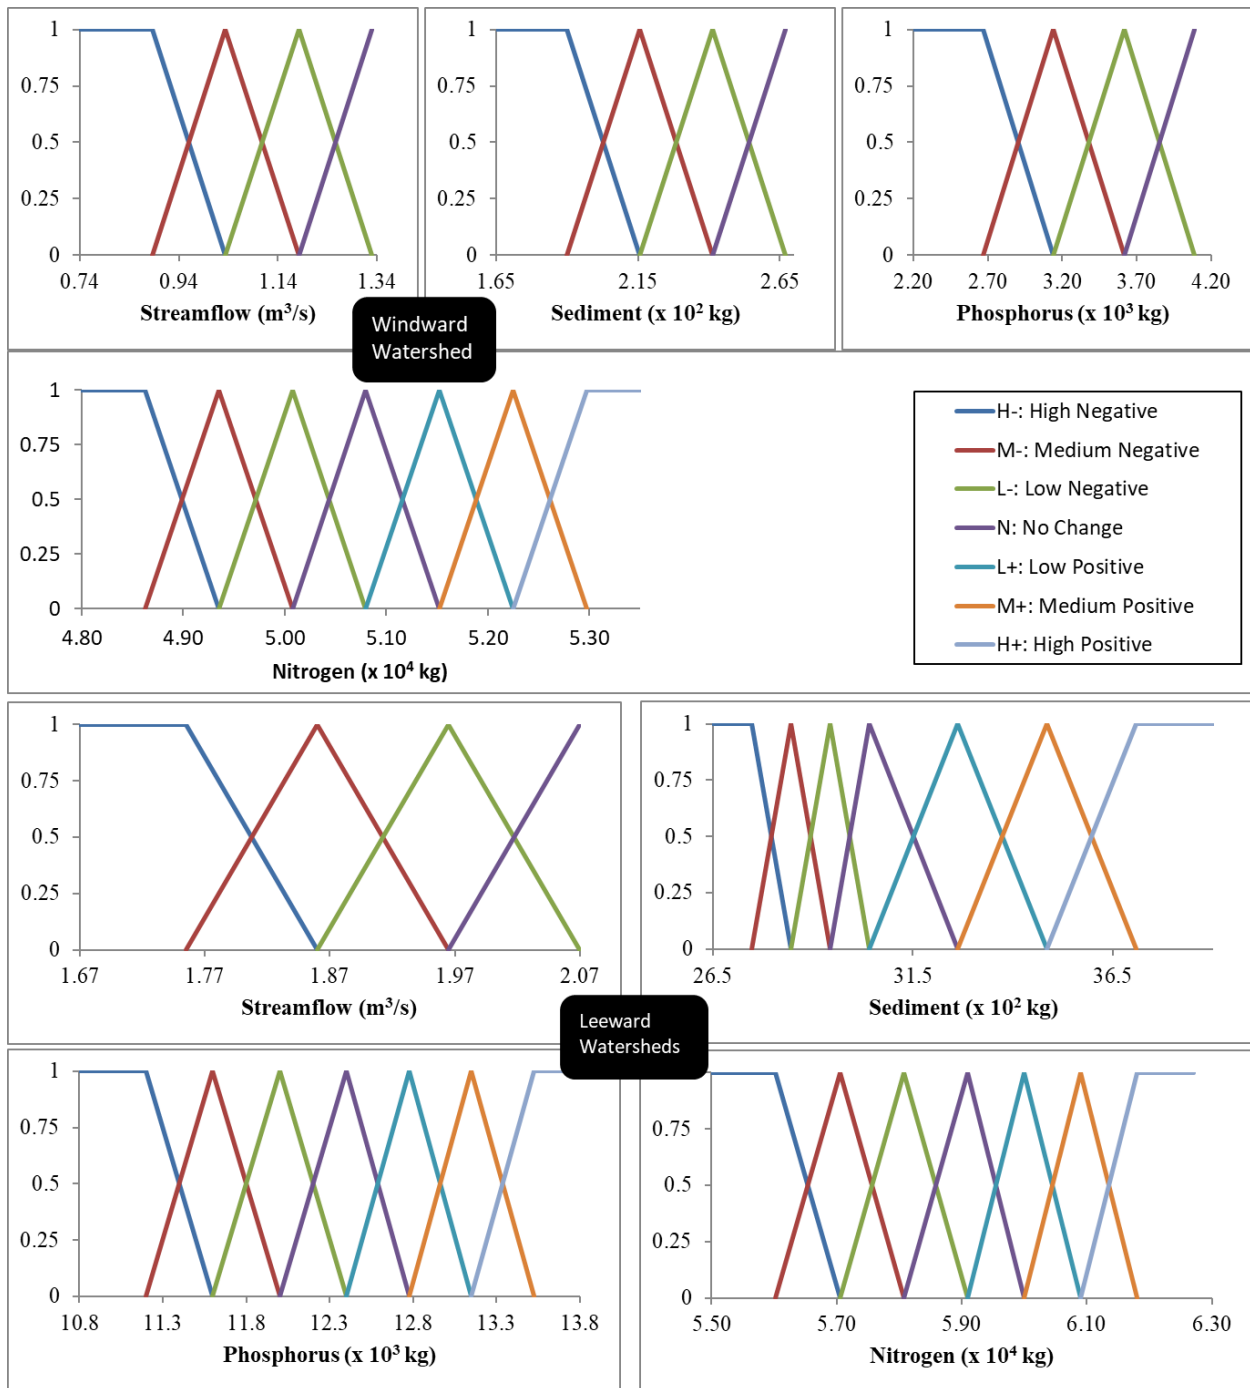 1
0.75
0.5
0.25
0
0.74 0.94 1.14 1.34
Streamflow (m³/s)
1
0.75
0.5
0.25
0
1.65 2.15 2.65
Sediment (x 10² kg)
1
0.75
0.5
0.25
0
2.20 2.70 3.20 3.70 4.20
Phosphorus (x 10³ kg)
Windward
Watershed
1
0.75
0.5
0.25
0
4.80 4.90 5.00 5.10 5.20 5.30
Nitrogen (x 10⁴ kg)
H-: High Negative
M-: Medium Negative
L-: Low Negative
N: No Change
L+: Low Positive
M+: Medium Positive
H+: High Positive
1
0.75
0.5
0.25
0
1.67 1.77 1.87 1.97 2.07
Streamflow (m³/s)
1
0.75
0.5
0.25
0
26.5 31.5 36.5
Sediment (x 10² kg)
Leeward
Watersheds
1
0.75
0.5
0.25
0
10.8 11.3 11.8 12.3 12.8 13.3 13.8
Phosphorus (x 10³ kg)
0.75
0.5
0.25
0
5.50 5.70 5.90 6.10 6.30
Nitrogen (x 10⁴ kg)